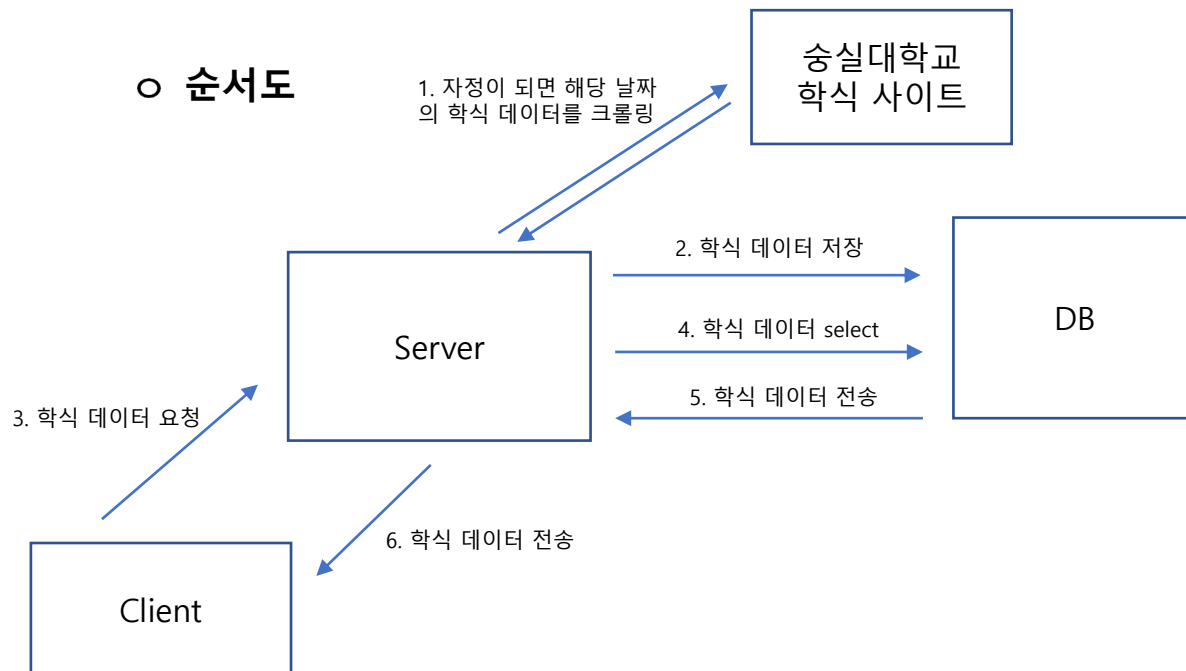 ㅇ 순서도
1. 자정이 되면 해당 날짜
의 학식 데이터를 크롤링
숭실대학교
학식 사이트
2. 학식 데이터 저장
Server
4. 학식 데이터 select
DB
5. 학식 데이터 전송
3. 학식 데이터 요청
6. 학식 데이터 전송
Client